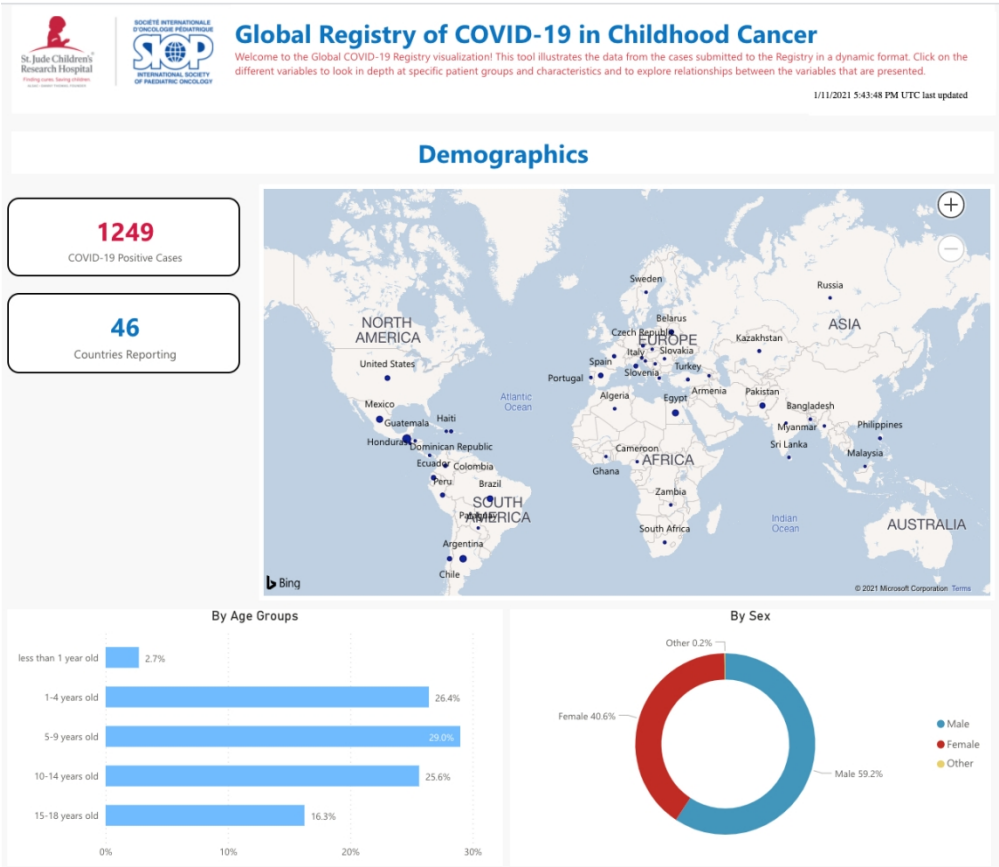 St. Jude Children's
Research Hospital
Finding cures. Saving children.
SOCIÉTÉ INTERNATIONALE
D'ONCOLOGIE PÉDIATRIQUE
SIOP
INTERNATIONAL SOCIETY
OF PAEDIATRIC ONCOLOGY
Global Registry of COVID-19 in Childhood Cancer
Welcome to the Global COVID-19 Registry visualization! This tool illustrates the data from the cases submitted to the Registry in a dynamic format. Click on the
different variables to look in depth at specific patient groups and characteristics and to explore relationships between the variables that are presented.
1/11/2021 5:43:48 PM UTC last updated
Demographics
1249
COVID-19 Positive Cases
46
Countries Reporting
Sweden
Russia
Belarus
NORTH
AMERICA
ASIA
Czech Republic
EUROPE
Kazakhstan
Italy
Slovakia
United States
Spain
Slovenia
Turkey
Portugal
Armenia
Pakistan
Algeria
Egypt
Atlantic
Ocean
Mexico
Bangladesh
Guatemala
Haiti
Myanmar
Philippines
Honduras
Dominican Republic
Sri Lanka
Cameroon
Malaysia
AFRICA
Ecuador
Colombia
Ghana
Peru
Brazil
Zambia
SOUTH
AMERICA
Paraguay
Indian
Ocean
AUSTRALIA
South Africa
Argentina
Chile
Bing
© 2021 Microsoft Corporation Terms
By Age Groups
less than 1 year old
2.7%
1-4 years old
26.4%
5-9 years old
29.0%
10-14 years old
25.6%
15-18 years old
16.3%
0%
10%
20%
30%
By Sex
Other 0.2%
Female 40.6%
Male 59.2%
Male
Female
Other